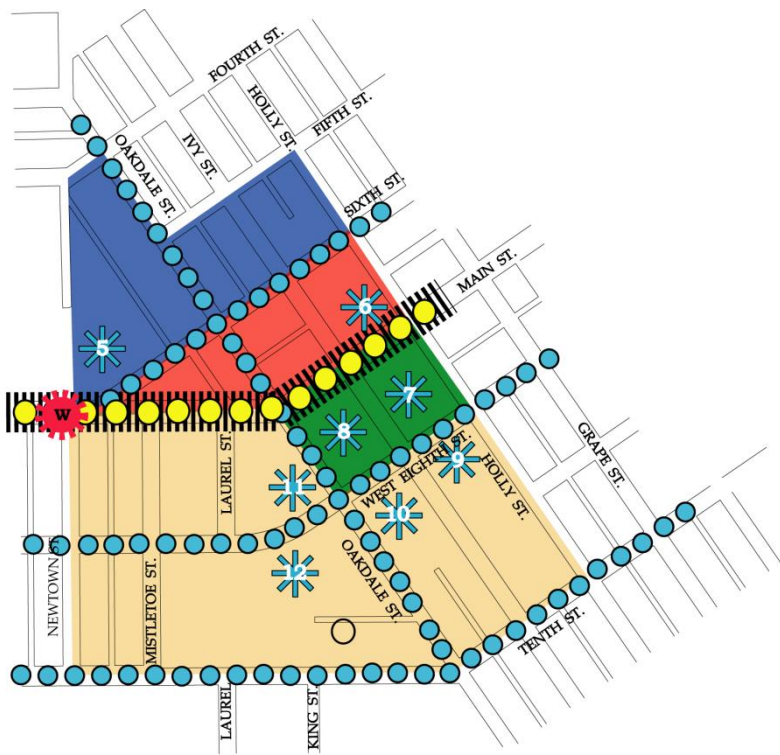 FOURTH ST.
HOLLY ST.
FIFTH ST.
IVY ST.
OAKDALE ST.
SIXTH ST.
MAIN ST.
6
5
7
W
8
LAUREL ST.
WEST EIGHTH ST.
9
GRAPE ST.
HOLLY ST.
11
10
NEWTOWN ST.
MISTLETOE ST.
12
OAKDALE ST.
TENTH ST.
LAUREL
KING ST.